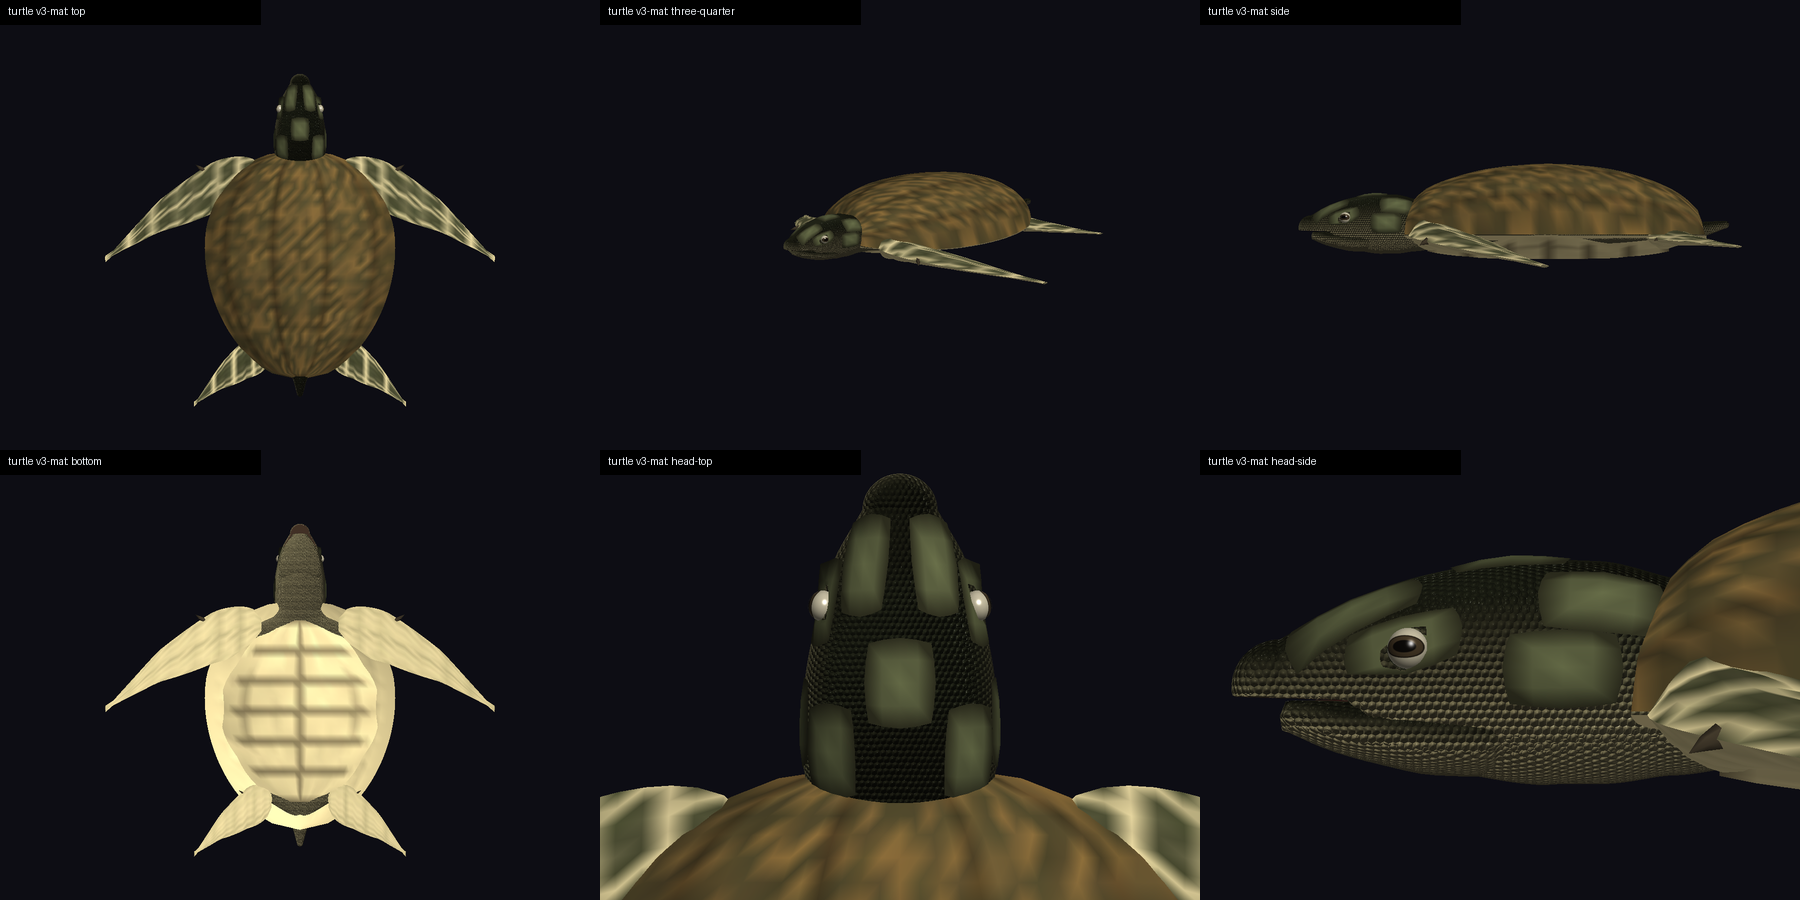 turtle v3-mat top
turtle v3-mat three-quarter
turtle v3-mat side
turtle v3-mat bottom
turtle v3-mat head-top
turtle v3-mat head-side